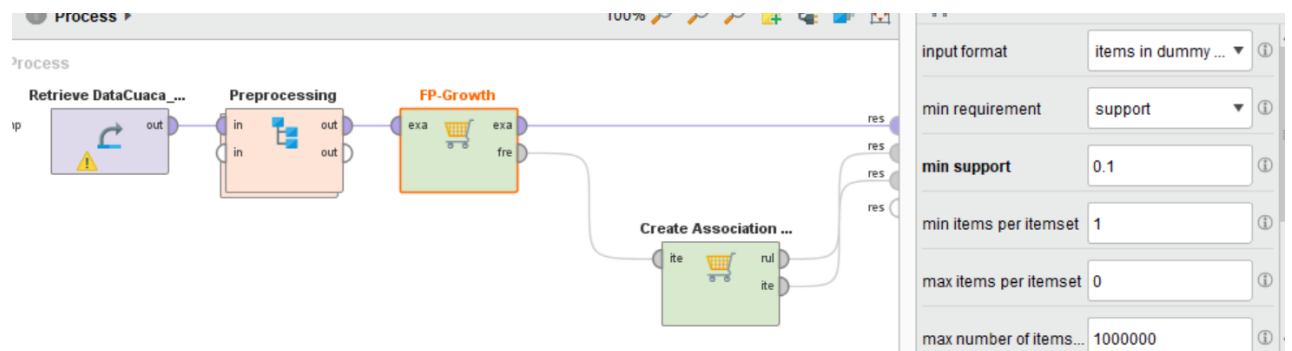 Process
100%
Process
Retrieve DataCuaca_...
Preprocessing
FP-Growth
out
in
out
in
out
exa
exa
fre
res
res
res
res
Create Association ...
ite
rul
ite
input format
items in dummy ...
min requirement
support
min support
0.1
min items per itemset
1
max items per itemset
0
max number of items...
1000000